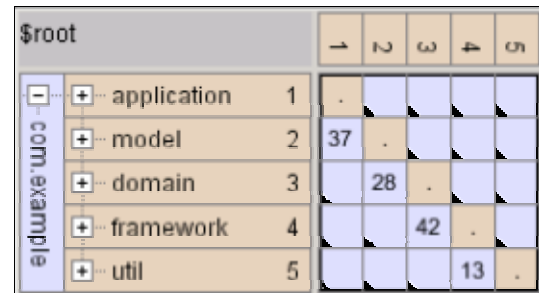 $root 1 2 3 4 5
com.example
application 1 .
model 2 37 .
domain 3 28 .
framework 4 42 .
util 5 13 .